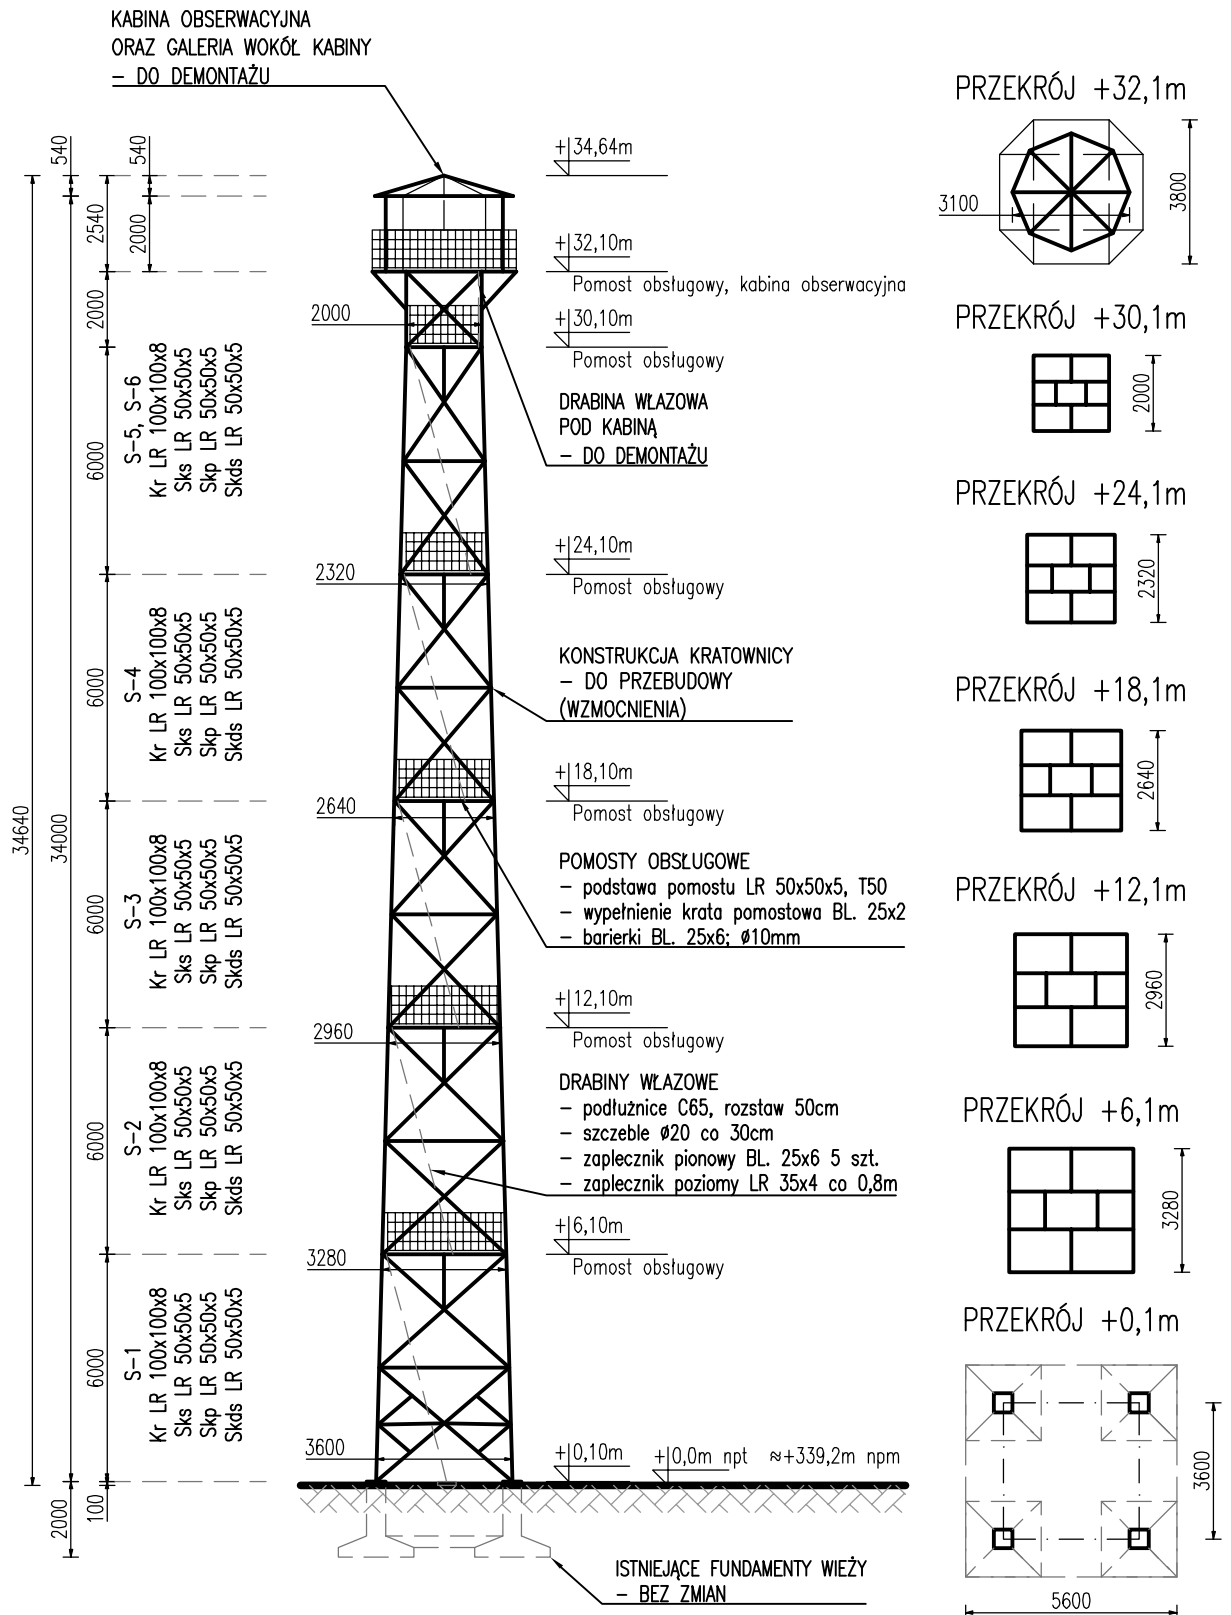 KABINA OBSERWACYJNA
ORAZ GALERIA WOKÓŁ KABINY
- DO DEMONTAŻU
540
540
2540
2000
2000
6000
6000
6000
6000
6000
34640
34000
2000
100
S-5, S-6
Kr LR 100x100x8
Sks LR 50x50x5
Skp LR 50x50x5
Skds LR 50x50x5
S-4
Kr LR 100x100x8
Sks LR 50x50x5
Skp LR 50x50x5
Skds LR 50x50x5
S-3
Kr LR 100x100x8
Sks LR 50x50x5
Skp LR 50x50x5
Skds LR 50x50x5
S-2
Kr LR 100x100x8
Sks LR 50x50x5
Skp LR 50x50x5
Skds LR 50x50x5
S-1
Kr LR 100x100x8
Sks LR 50x50x5
Skp LR 50x50x5
Skds LR 50x50x5
2000
2320
2640
2960
3280
3600
+34,64m
+32,10m
Pomost obsługowy, kabina obserwacyjna
+30,10m
Pomost obsługowy
DRABINA WŁAZOWA
POD KABINĄ
- DO DEMONTAŻU
+24,10m
Pomost obsługowy
KONSTRUKCJA KRATOWNICY
- DO PRZEBUDOWY
(WZMOCNIENIA)
+18,10m
Pomost obsługowy
POMOSTY OBSŁUGOWE
- podstawa pomostu LR 50x50x5, T50
- wypełnienie krata pomostowa BL. 25x2
- barierki BL. 25x6; Ø10mm
+12,10m
Pomost obsługowy
DRABINY WŁAZOWE
- podłużnice C65, rozstaw 50cm
- szczeble Ø20 co 30cm
- zaplecznik pionowy BL. 25x6 5 szt.
- zaplecznik poziomy LR 35x4 co 0,8m
+6,10m
Pomost obsługowy
+0,10m
+0,0m npt ≈+339,2m npm
ISTNIEJĄCE FUNDAMENTY WIEŻY
- BEZ ZMIAN
PRZEKRÓJ +32,1m
3100
3800
PRZEKRÓJ +30,1m
2000
PRZEKRÓJ +24,1m
2320
PRZEKRÓJ +18,1m
2640
PRZEKRÓJ +12,1m
2960
PRZEKRÓJ +6,1m
3280
PRZEKRÓJ +0,1m
3600
5600